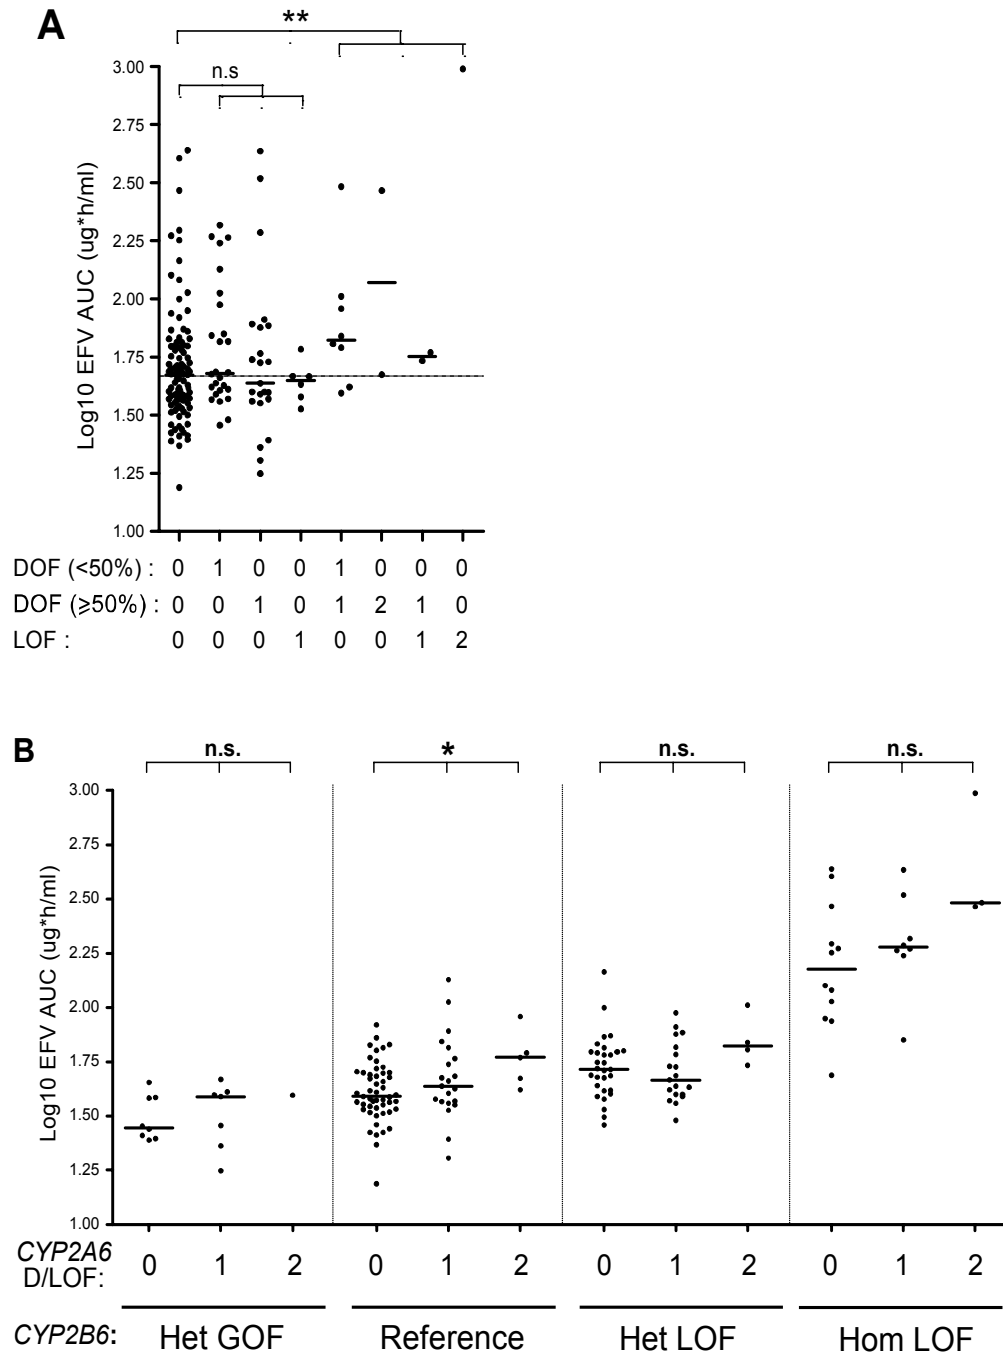 A
**
n.s
3.00
2.75
2.50
2.25
2.00
1.75
1.50
1.25
1.00
Log10 EFV AUC (ug*h/ml)
DOF (<50%) : 0 1 0 0 1 0 0 0
DOF (≥50%) : 0 0 1 0 1 2 1 0
LOF : 0 0 0 1 0 0 1 2
B
n.s. * n.s. n.s.
3.00
2.75
2.50
2.25
2.00
1.75
1.50
1.25
1.00
Log10 EFV AUC (ug*h/ml)
CYP2A6
D/LOF: 0 1 2 0 1 2 0 1 2 0 1 2
CYP2B6: Het GOF Reference Het LOF Hom LOF